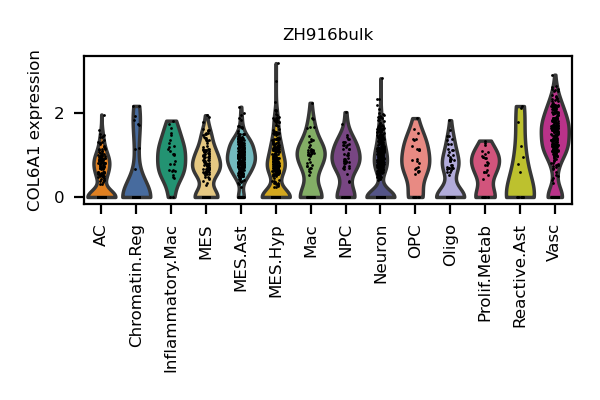 ZH916bulk
COL6A1 expression
2
0
AC
Chromatin.Reg
Inflammatory.Mac
MES
MES.Ast
MES.Hyp
Mac
NPC
Neuron
OPC
Oligo
Prolif.Metab
Reactive.Ast
Vasc